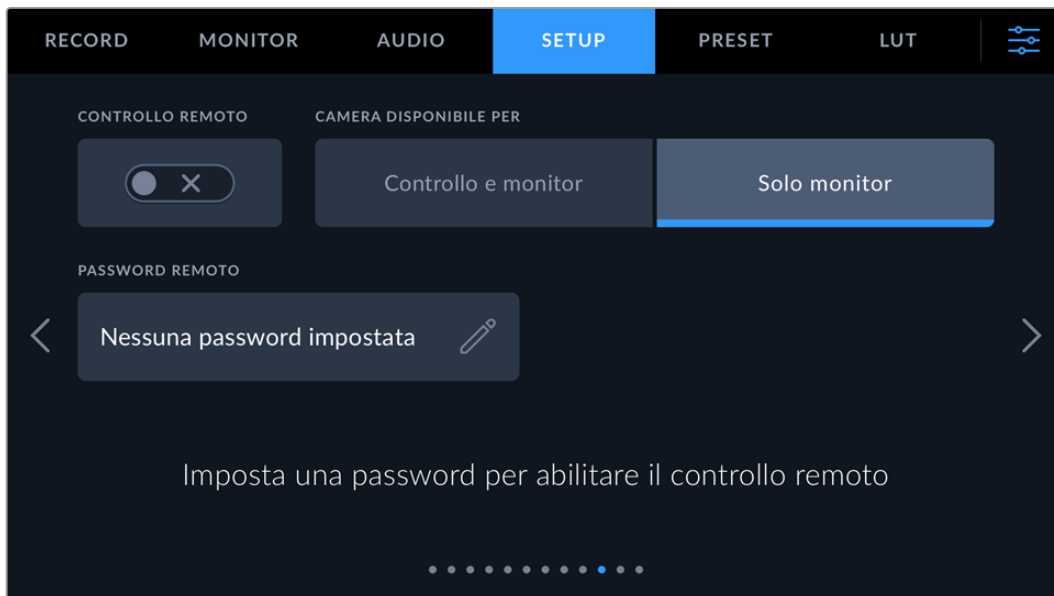 RECORD MONITOR AUDIO SETUP PRESET LUT
CONTROLLO REMOTO CAMERA DISPONIBILE PER
Controllo e monitor Solo monitor
PASSWORD REMOTO
Nessuna password impostata
Imposta una password per abilitare il controllo remoto